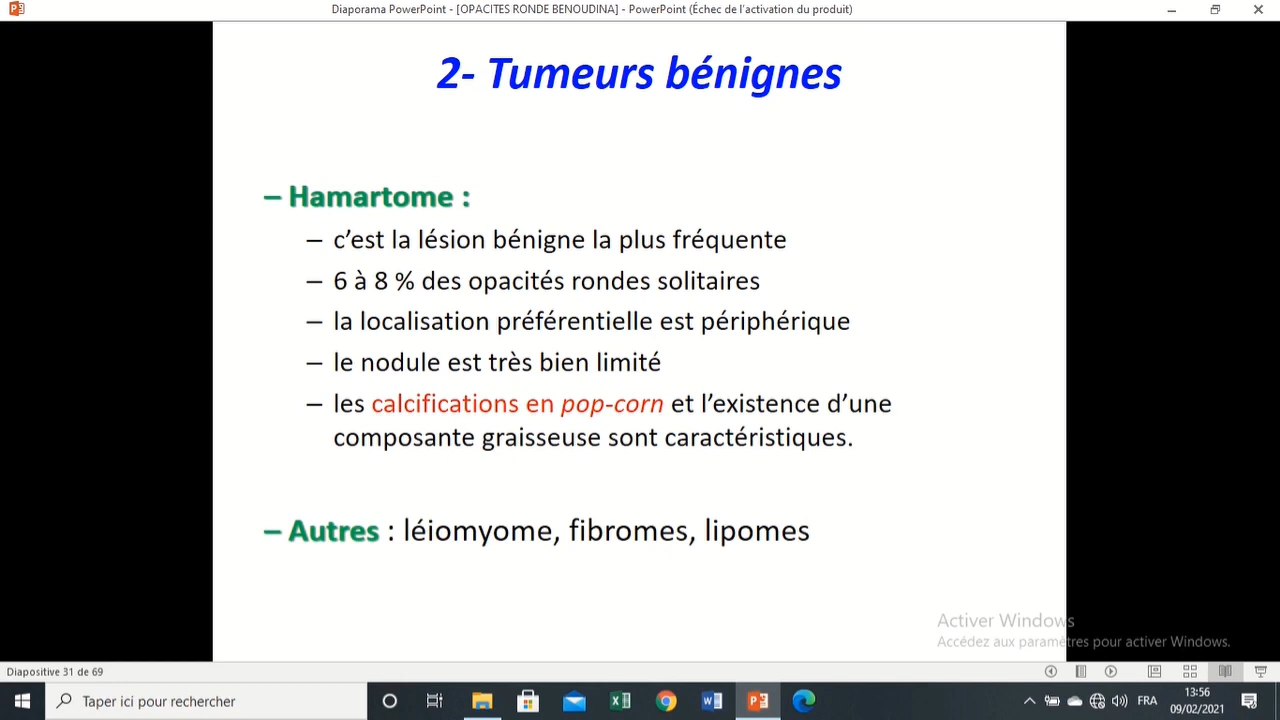 Diaporama PowerPoint - [OPACITES RONDE BENOUDINA] - PowerPoint (Échec de l'activation du produit)
2- Tumeurs bénignes
– Hamartome :
– c'est la lésion bénigne la plus fréquente
– 6 à 8 % des opacités rondes solitaires
– la localisation préférentielle est périphérique
– le nodule est très bien limité
– les calcifications en pop-corn et l'existence d'une
composante graisseuse sont caractéristiques.
– Autres : léiomyome, fibromes, lipomes
Activer Windows
Accédez aux paramètres pour activer Windows.
Diapositive 31 of 69
Taper ici pour rechercher
FRA
13:56
09/02/2021